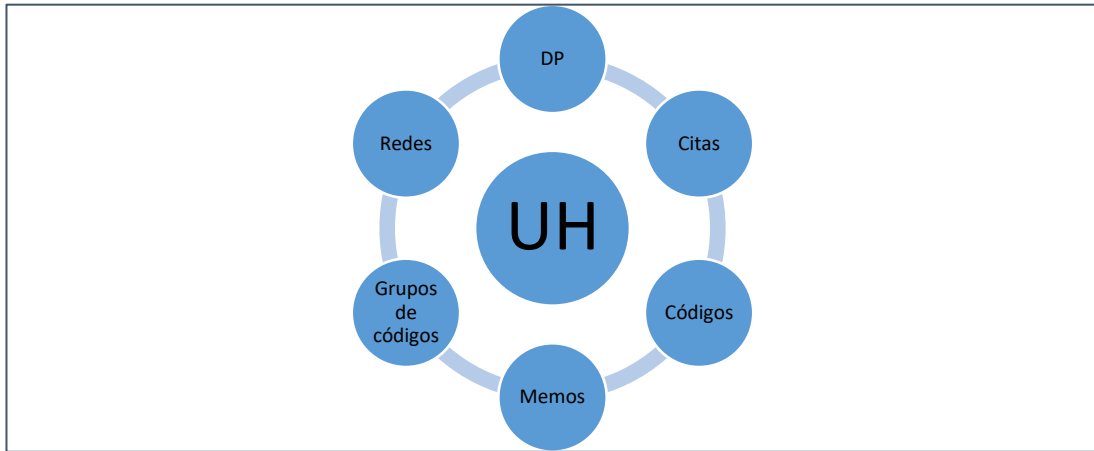 DP
Citas
Códigos
Memos
Grupos
de
códigos
Redes
UH